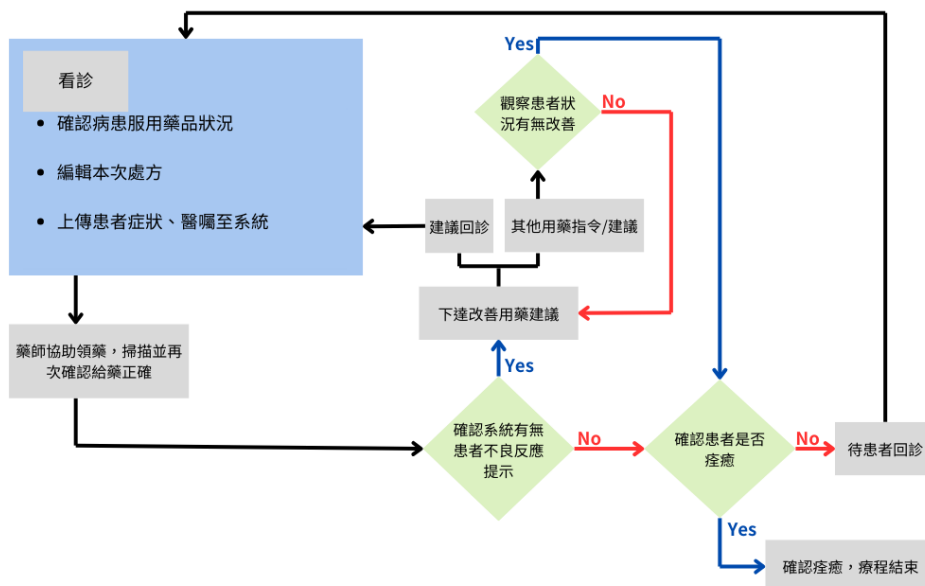 看診
確認病患服用藥品狀況
編輯本次處方
上傳患者症狀、醫囑至系統
Yes
觀察患者狀
況有無改善
No
建議回診
其他用藥指令/建議
下達改善用藥建議
藥師協助領藥，掃描並再
次確認給藥正確
Yes
確認系統有無
患者不良反應
提示
No
確認患者是否
痊癒
No
待患者回診
Yes
確認痊癒，療程結束